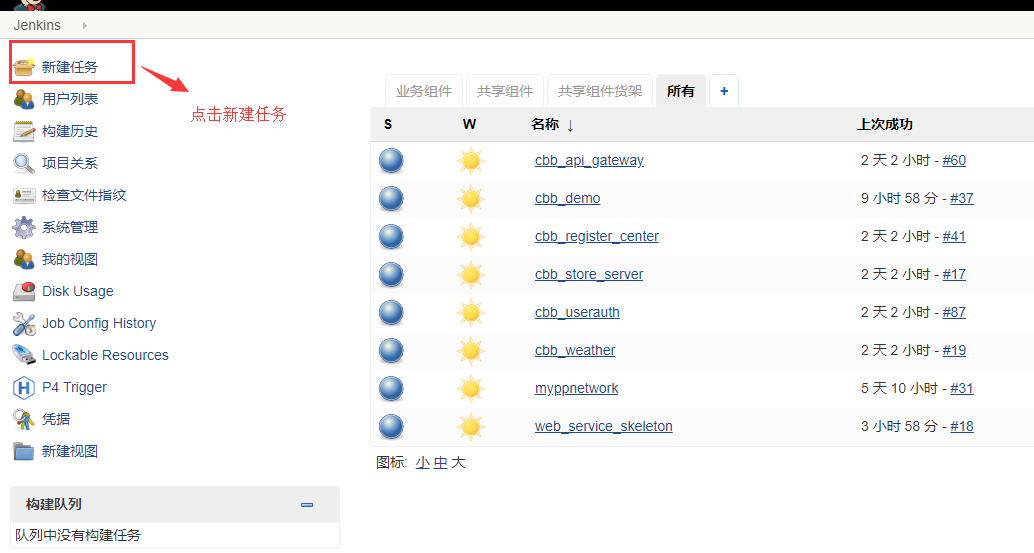 Jenkins
新建任务
点击新建任务
用户列表
构建历史
项目关系
检查文件指纹
系统管理
我的视图
Disk Usage
Job Config History
Lockable Resources
P4 Trigger
凭据
新建视图
构建队列
队列中没有构建任务
业务组件 共享组件 共享组件货架 所有 +
S W 名称 ↓ 上次成功
cbb_api_gateway 2 天 2 小时 - #60
cbb_demo 9 小时 58 分 - #37
cbb_register_center 2 天 2 小时 - #41
cbb_store_server 2 天 2 小时 - #17
cbb_userauth 2 天 2 小时 - #87
cbb_weather 2 天 2 小时 - #19
myppnetwork 5 天 10 小时 - #31
web_service_skeleton 3 小时 58 分 - #18
图标: 小 中 大